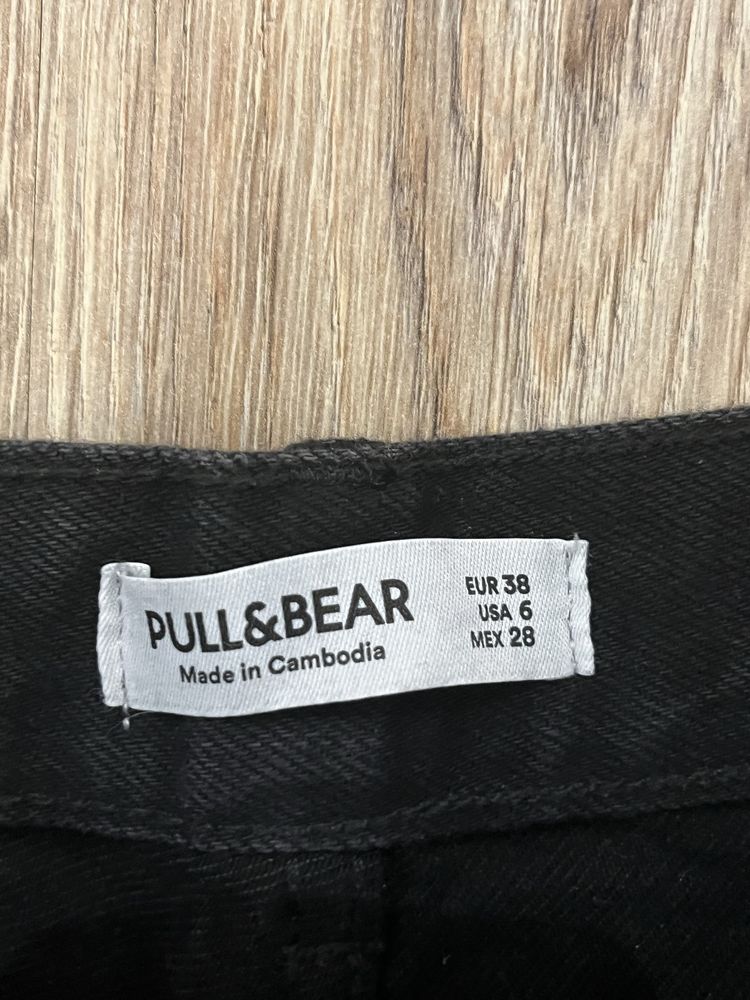 PULL&BEAR
Made in Cambodia
EUR 38
USA 6
MEX 28